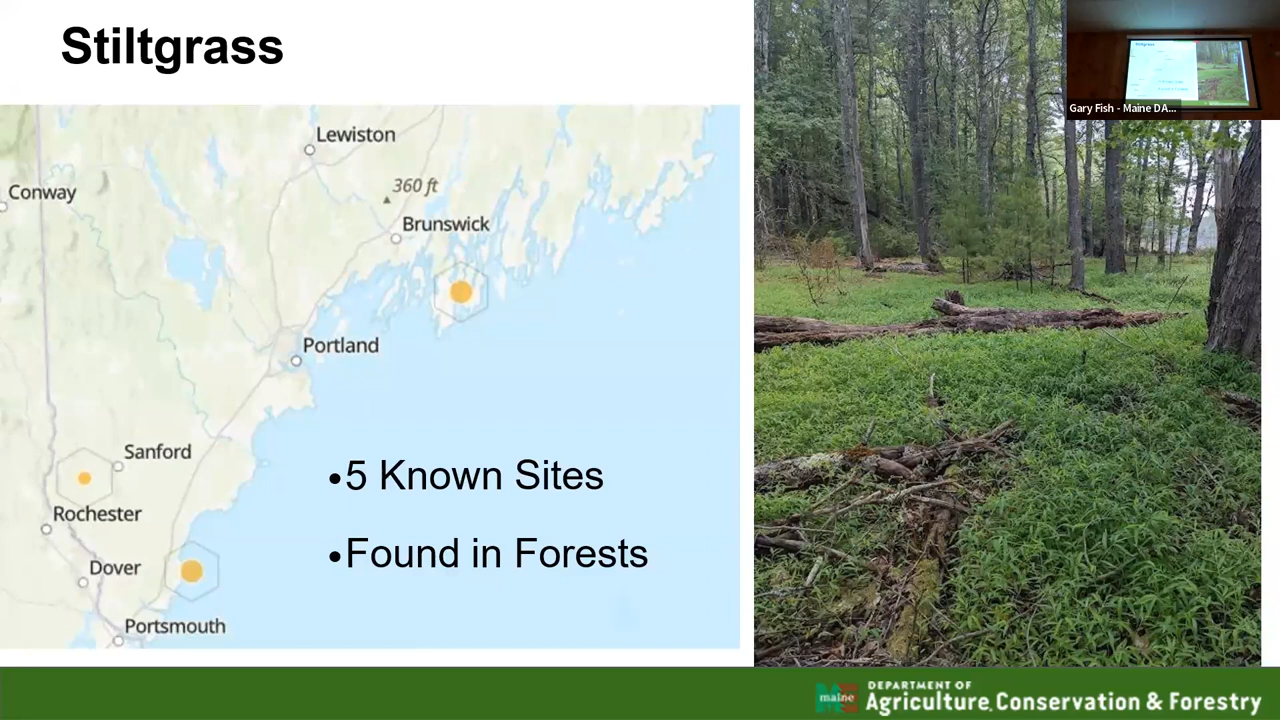 Stiltgrass
Lewiston
Conway
360 ft
Brunswick
Portland
Sanford
Rochester
Dover
Portsmouth
•5 Known Sites
•Found in Forests
Gary Fish - Maine DA...
maine
DEPARTMENT OF
Agriculture, Conservation & Forestry